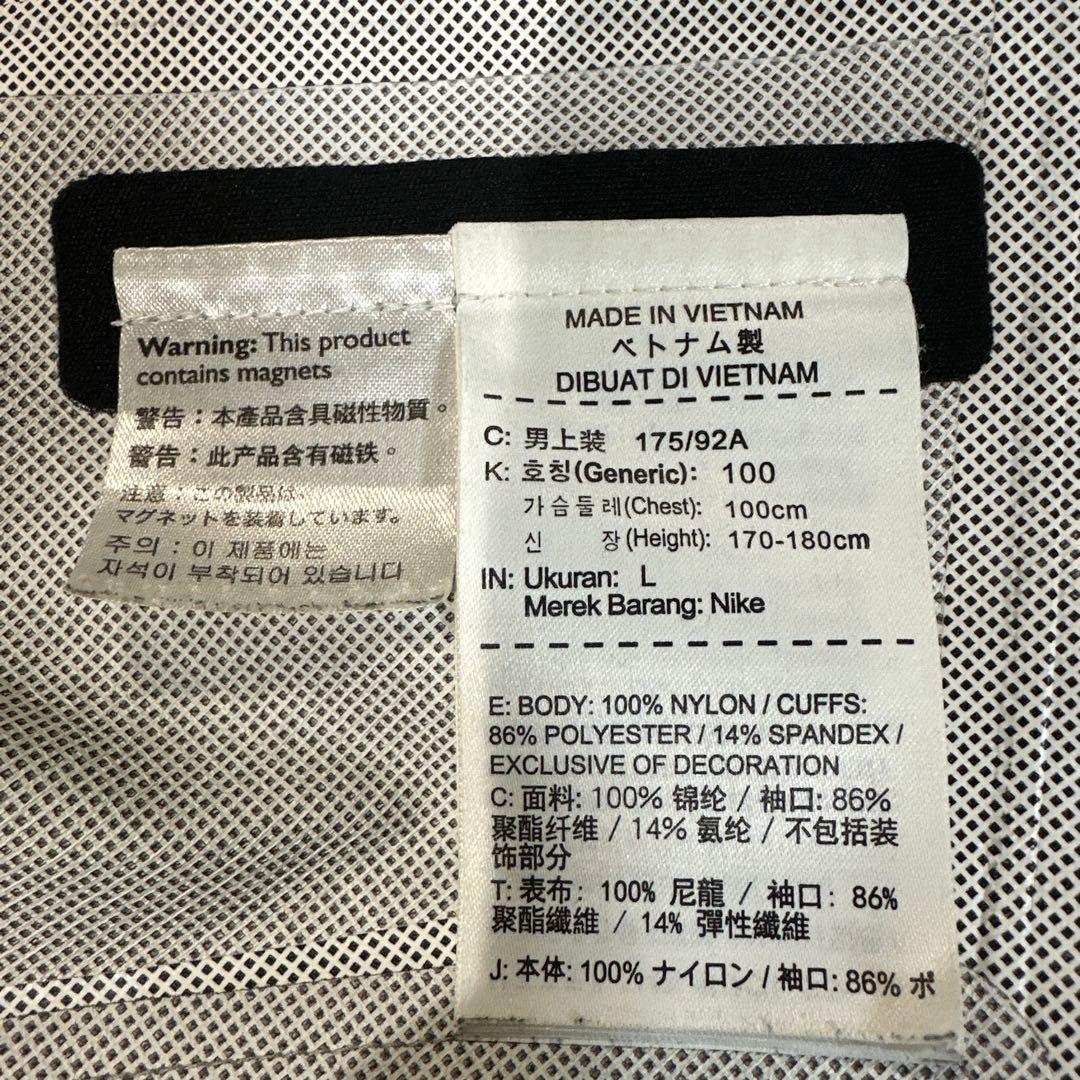 Warning: This product
contains magnets
警告：本產品含具磁性物質。
警告：此产品含有磁铁。
注意：この製品は、
マグネットを装着しています。
주의 : 이 제품에는
자석이 부착되어 있습니다
MADE IN VIETNAM
ベトナム製
DIBUAT DI VIETNAM
C: 男上装 175/92A
K: 호칭(Generic): 100
가슴둘레(Chest): 100cm
신 장(Height): 170-180cm
IN: Ukuran: L
Merek Barang: Nike
E: BODY: 100% NYLON / CUFFS:
86% POLYESTER / 14% SPANDEX /
EXCLUSIVE OF DECORATION
C: 面料: 100% 锦纶 / 袖口: 86%
聚酯纤维 / 14% 氨纶 / 不包括装
饰部分
T: 表布: 100% 尼龍 / 袖口: 86%
聚酯纖維 / 14% 彈性纖維
J: 本体: 100% ナイロン / 袖口: 86% ポ